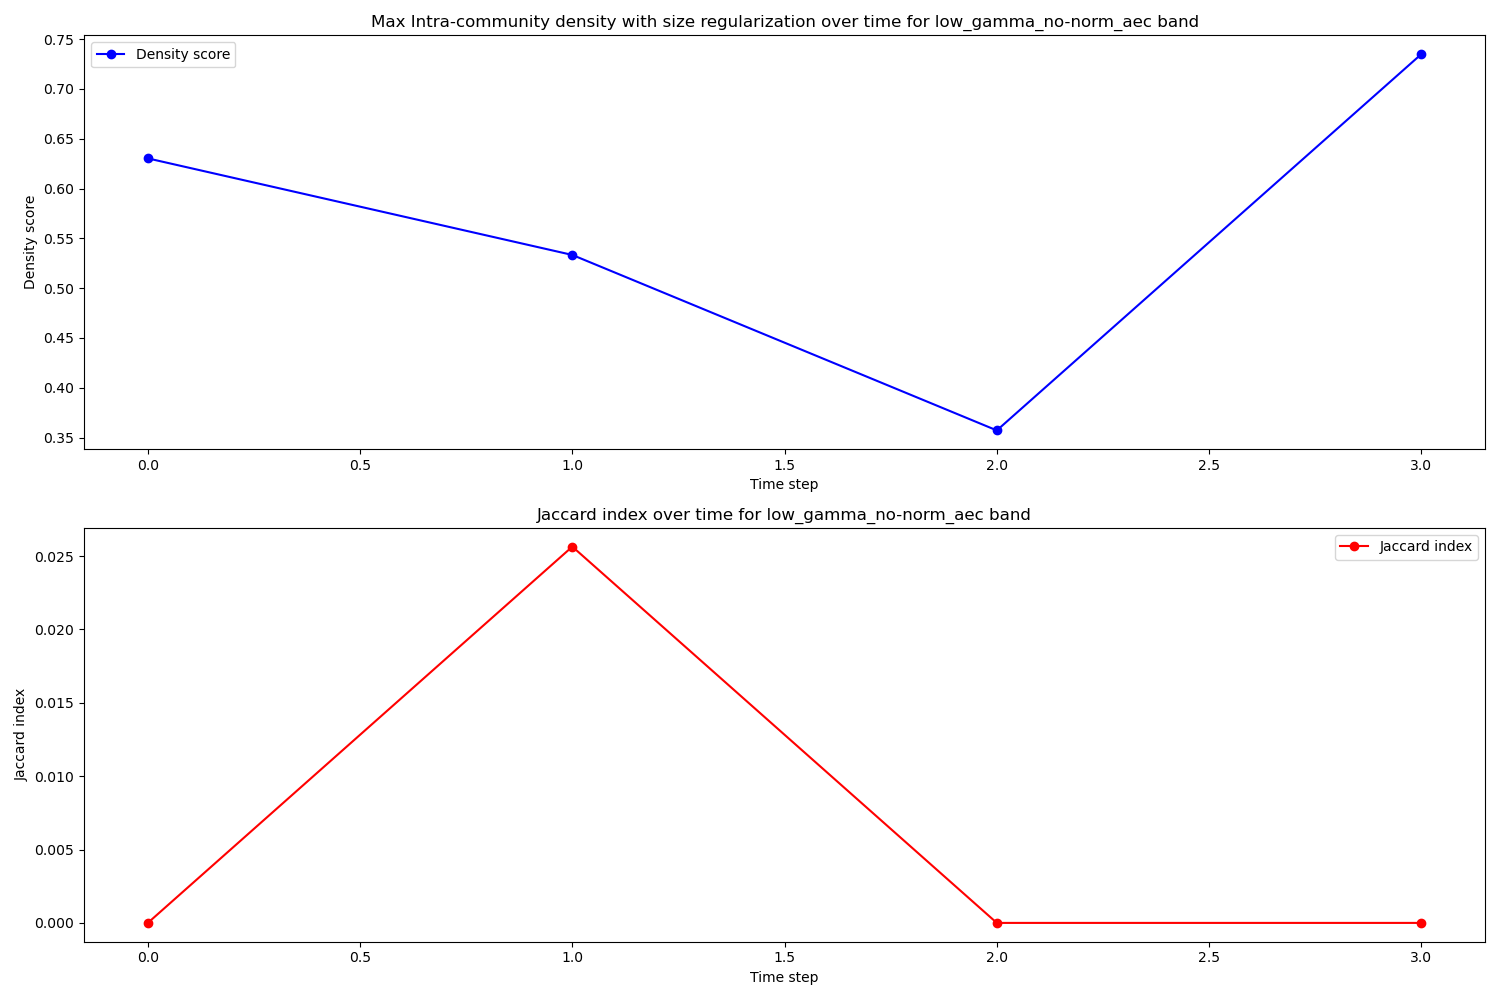 Max Intra-community density with size regularization over time for low_gamma_no-norm_aec band
Density score
0.75
0.70
0.65
0.60
0.55
0.50
0.45
0.40
0.35
Density score
0.0 0.5 1.0 1.5 2.0 2.5 3.0
Time step
Jaccard index over time for low_gamma_no-norm_aec band
Jaccard index
0.025
0.020
0.015
0.010
0.005
0.000
Jaccard index
0.0 0.5 1.0 1.5 2.0 2.5 3.0
Time step